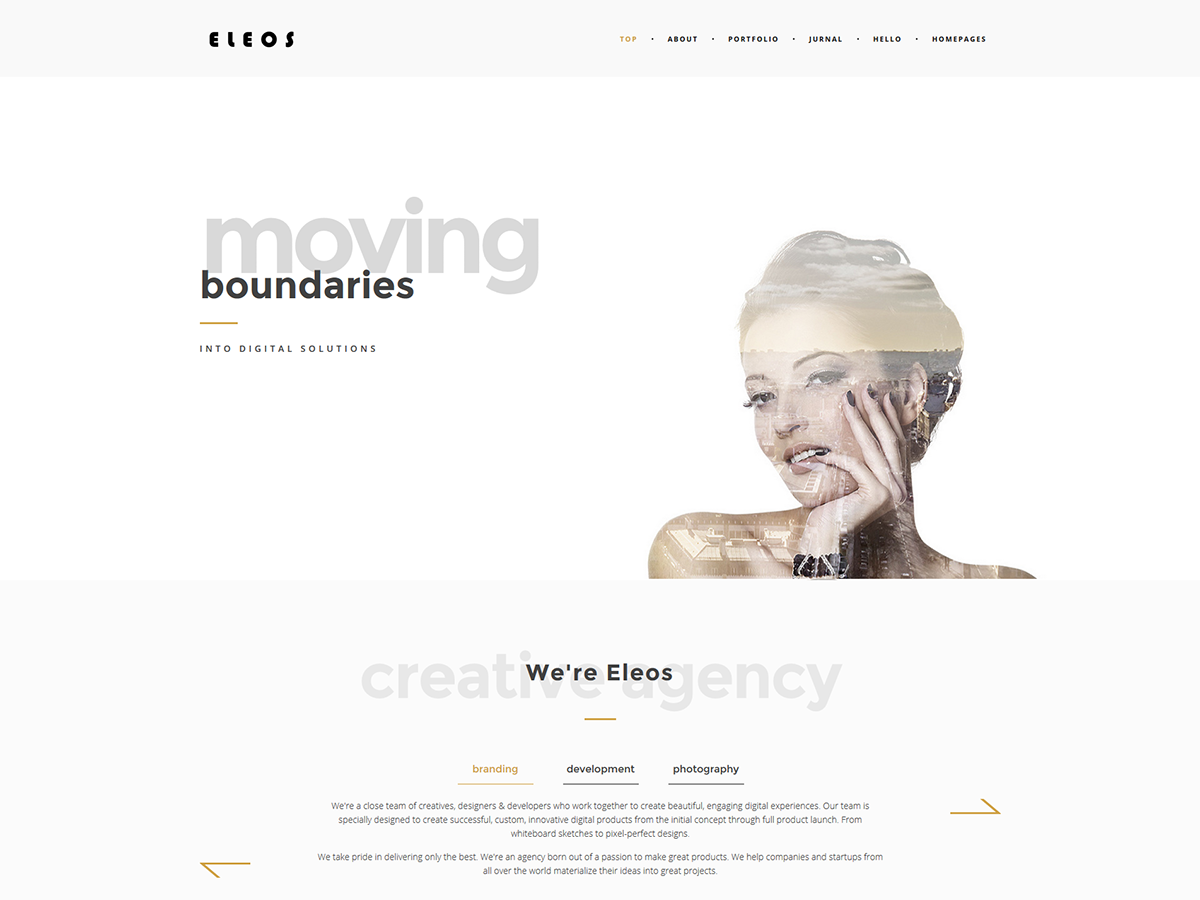 ELEOS
TOP • ABOUT • PORTFOLIO • JURNAL • HELLO • HOMEPAGES
moving
boundaries
INTO DIGITAL SOLUTIONS
creative agency
We're Eleos
branding development photography
We're a close team of creatives, designers & developers who work together to create beautiful, engaging digital experiences. Our team is
specially designed to create successful, custom, innovative digital products from the initial concept through full product launch. From
whiteboard sketches to pixel-perfect designs.
We take pride in delivering only the best. We're an agency born out of a passion to make great products. We help companies and startups from
all over the world materialize their ideas into great projects.